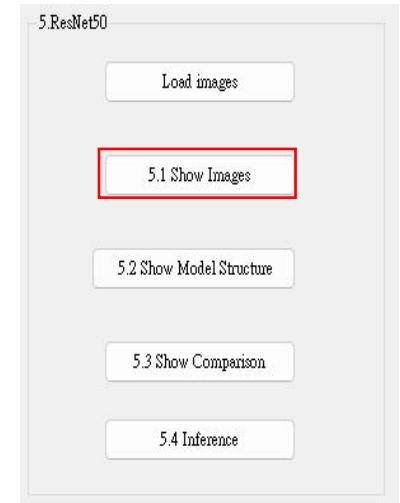 5.ResNet50
Load images
5.1 Show Images
5.2 Show Model Structure
5.3 Show Comparison
5.4 Inference